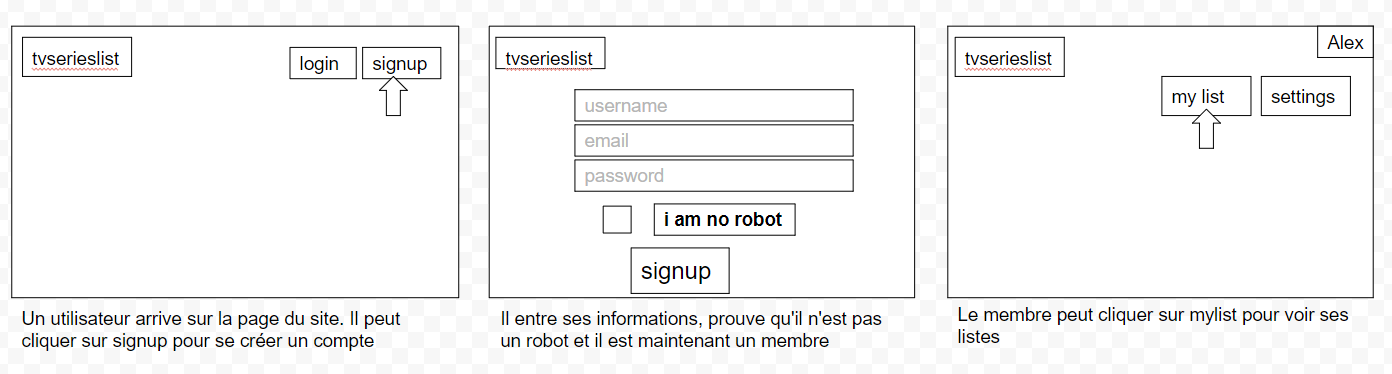 tvserieslist
login
signup
Un utilisateur arrive sur la page du site. Il peut
cliquer sur signup pour se créer un compte
tvserieslist
username
email
password
i am no robot
signup
Il entre ses informations, prouve qu'il n'est pas
un robot et il est maintenant un membre
Alex
tvserieslist
my list
settings
Le membre peut cliquer sur mylist pour voir ses
listes